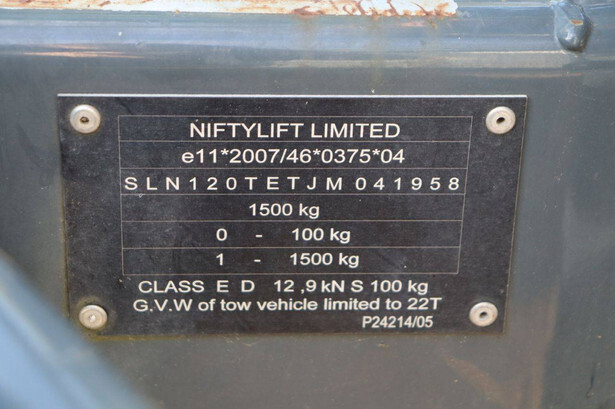 NIFTYLIFT LIMITED
e11*2007/46*0375*04
SLN120TETJM041958
1500 kg
0 - 100 kg
1 - 1500 kg
CLASS E D 12 ,9 kN S 100 kg
G.V.W of tow vehicle limited to 22T
P24214/05